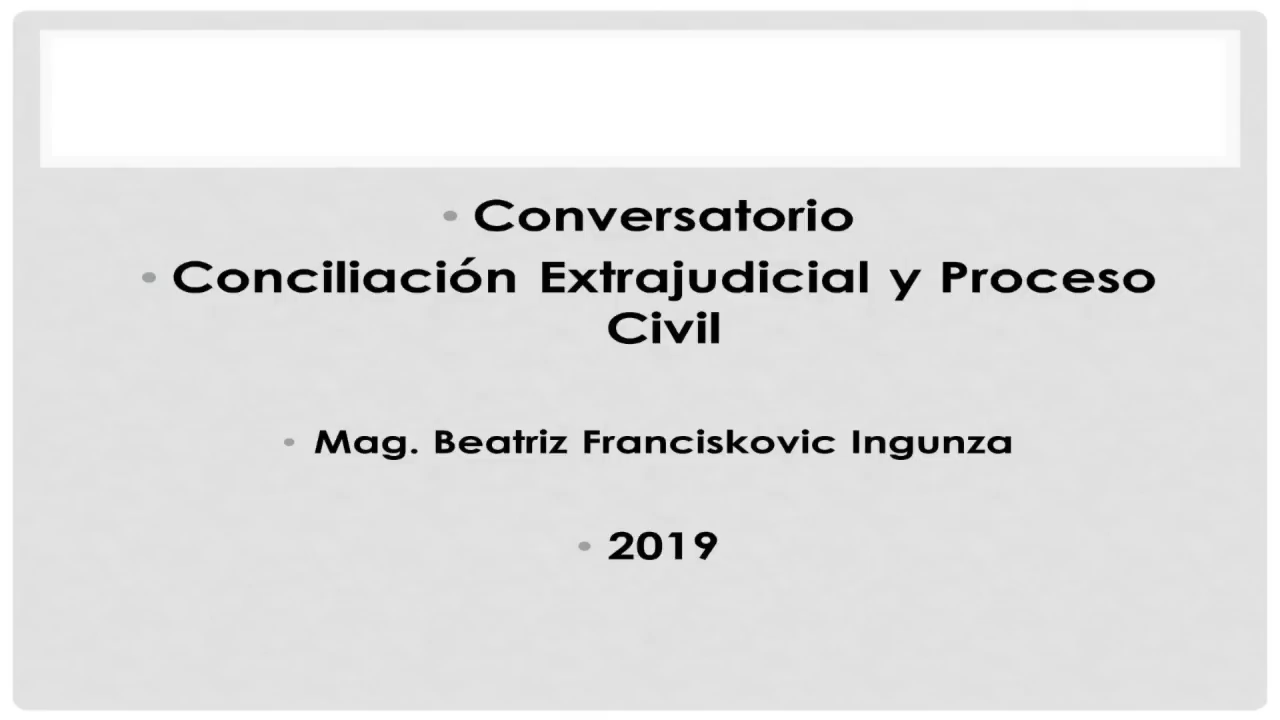 • Conversatorio
• Conciliación Extrajudicial y Proceso
Civil
• Mag. Beatriz Franciskovic Ingunza
• 2019